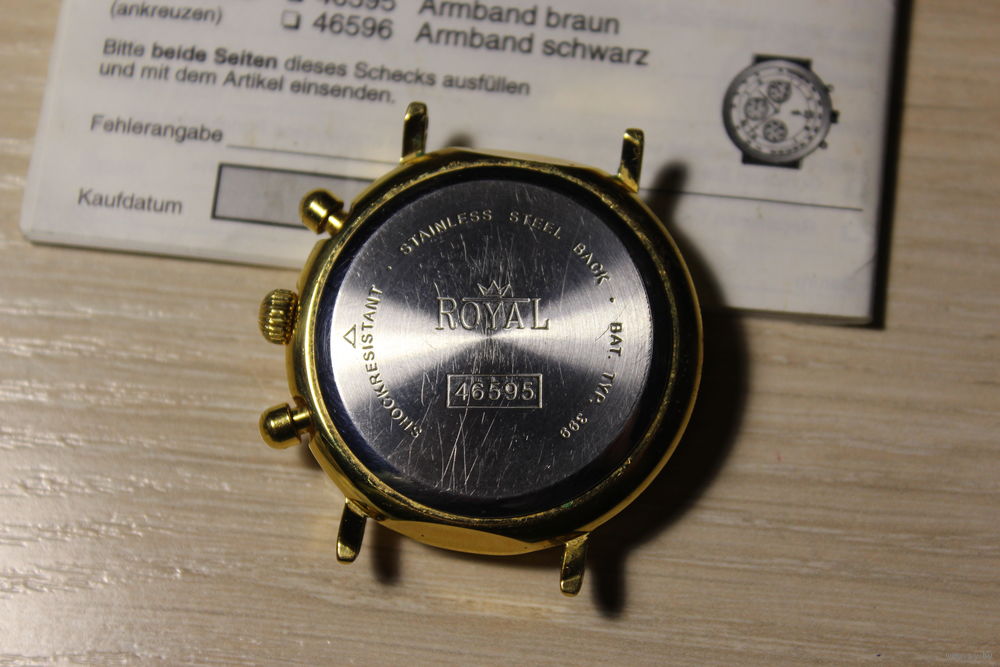 46595 Armband braun
(ankreuzen) ❏ 46596 Armband schwarz
Bitte beide Seiten dieses Schecks ausfüllen
und mit dem Artikel einsenden.
Fehlerangabe
Kaufdatum
STAINLESS STEEL BACK • BAT. TYP. 399
SHOCKRESISTANT
ROYAL
46595